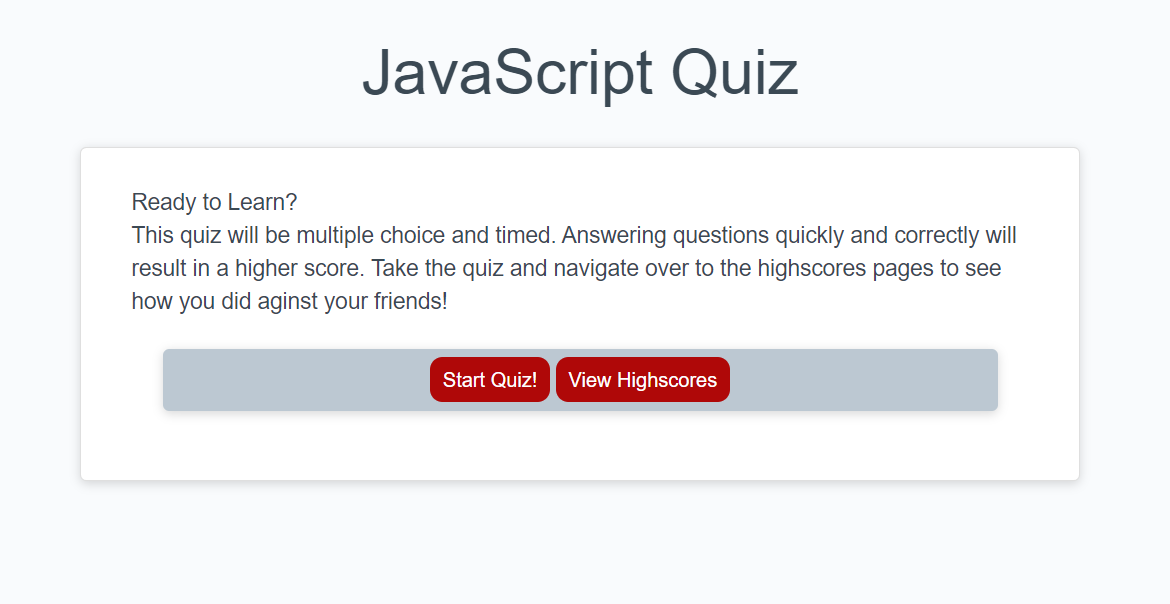 JavaScript Quiz
Ready to Learn?
This quiz will be multiple choice and timed. Answering questions quickly and correctly will
result in a higher score. Take the quiz and navigate over to the highscores pages to see
how you did aginst your friends!
Start Quiz! View Highscores